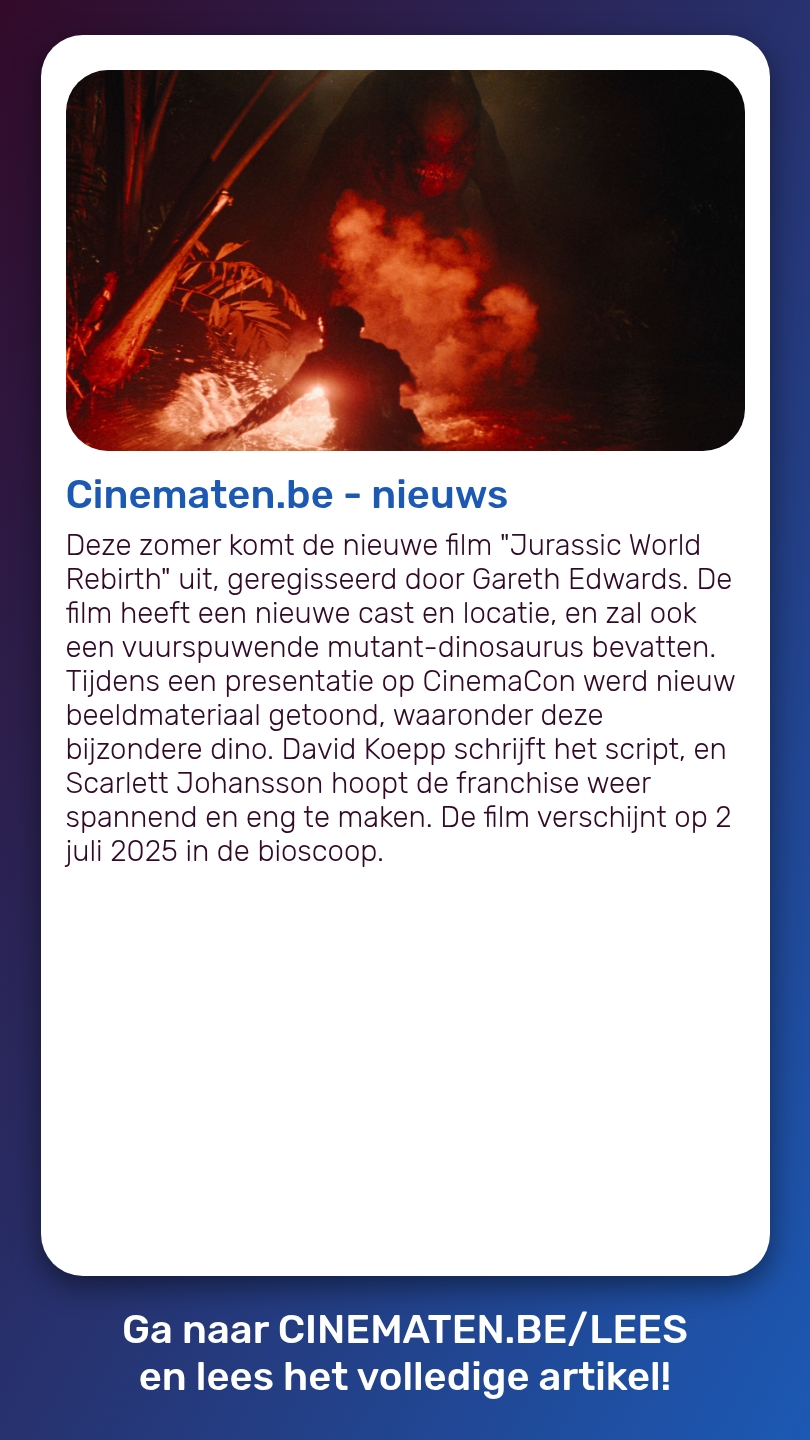 Cinematen.be - nieuws
Deze zomer komt de nieuwe film "Jurassic World
Rebirth" uit, geregisseerd door Gareth Edwards. De
film heeft een nieuwe cast en locatie, en zal ook
een vuurspuwende mutant-dinosaurus bevatten.
Tijdens een presentatie op CinemaCon werd nieuw
beeldmateriaal getoond, waaronder deze
bijzondere dino. David Koepp schrijft het script, en
Scarlett Johansson hoopt de franchise weer
spannend en eng te maken. De film verschijnt op 2
juli 2025 in de bioscoop.
Ga naar CINEMATEN.BE/LEES
en lees het volledige artikel!